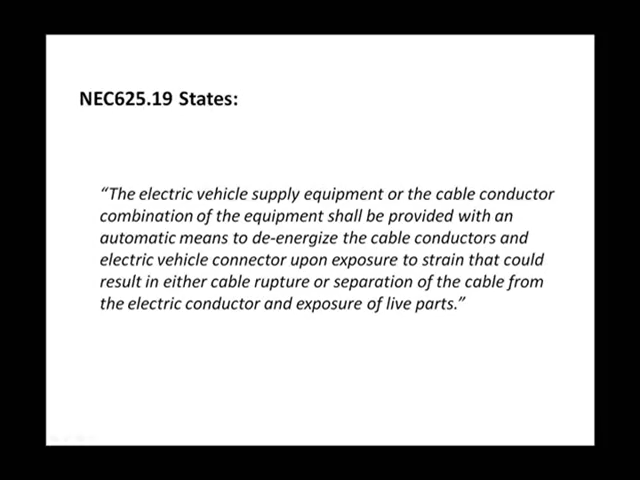 NEC625.19 States:
“The electric vehicle supply equipment or the cable conductor
combination of the equipment shall be provided with an
automatic means to de-energize the cable conductors and
electric vehicle connector upon exposure to strain that could
result in either cable rupture or separation of the cable from
the electric conductor and exposure of live parts.”